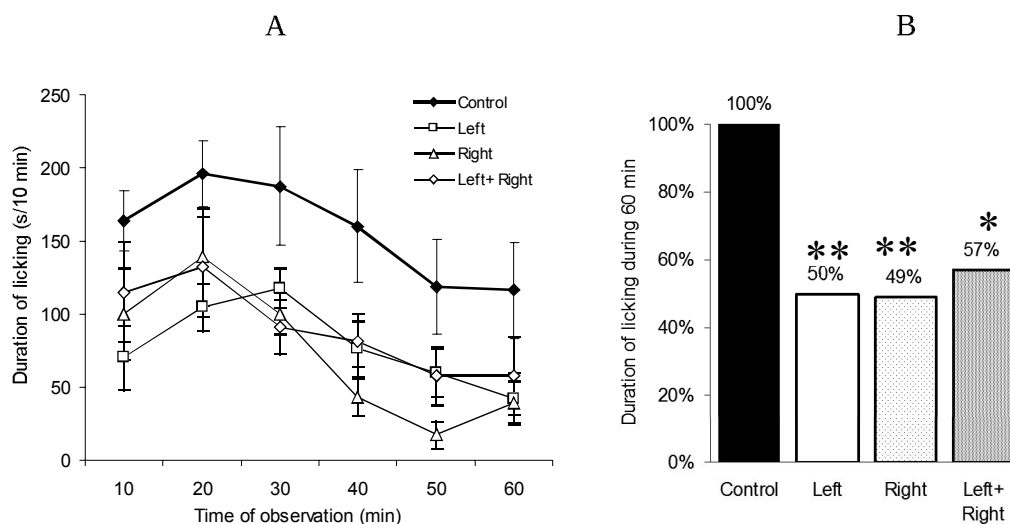 A
Duration of licking (s/10 min)
250
200
150
100
50
0
10 20 30 40 50 60
Time of observation (min)
Control
Left
Right
Left+ Right
B
Duration of licking during 60 min
100%
80%
60%
40%
20%
0%
100%
**
50%
**
49%
*
57%
Control Left Right Left+
Right